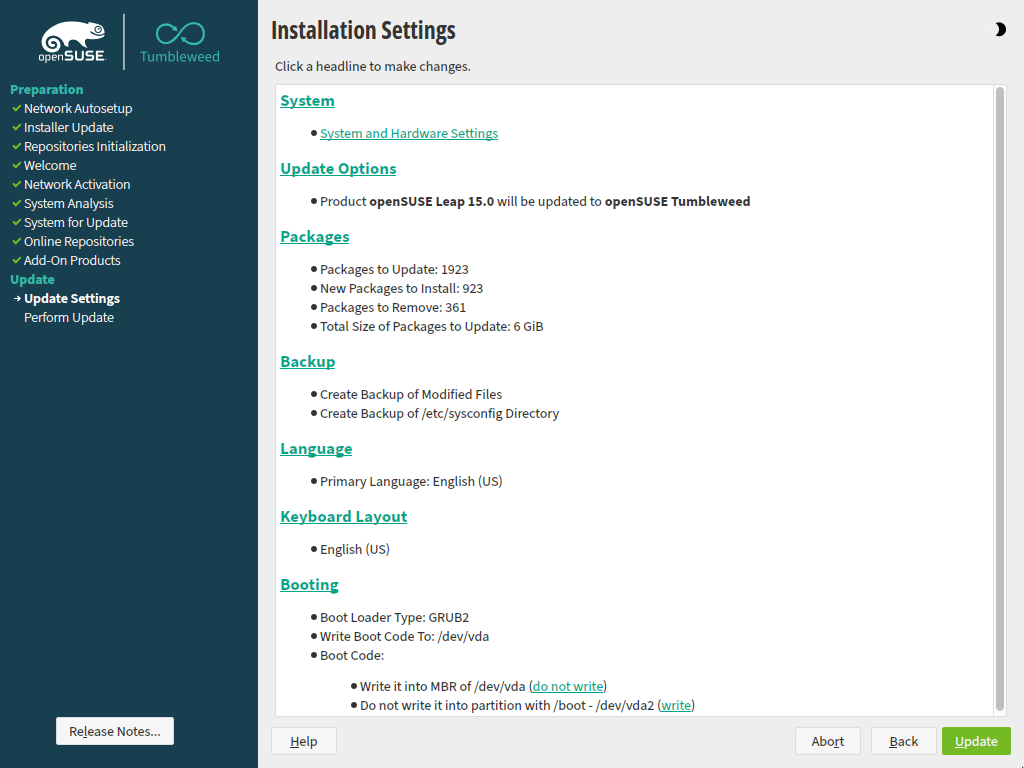 openSUSE.
Tumbleweed
Preparation
Network Autosetup
Installer Update
Repositories Initialization
Welcome
Network Activation
System Analysis
System for Update
Online Repositories
Add-On Products
Update
Update Settings
Perform Update
Release Notes...
Installation Settings
Click a headline to make changes.
System
System and Hardware Settings
Update Options
Product openSUSE Leap 15.0 will be updated to openSUSE Tumbleweed
Packages
Packages to Update: 1923
New Packages to Install: 923
Packages to Remove: 361
Total Size of Packages to Update: 6 GiB
Backup
Create Backup of Modified Files
Create Backup of /etc/sysconfig Directory
Language
Primary Language: English (US)
Keyboard Layout
English (US)
Booting
Boot Loader Type: GRUB2
Write Boot Code To: /dev/vda
Boot Code:
Write it into MBR of /dev/vda (do not write)
Do not write it into partition with /boot - /dev/vda2 (write)
Help
Abort
Back
Update